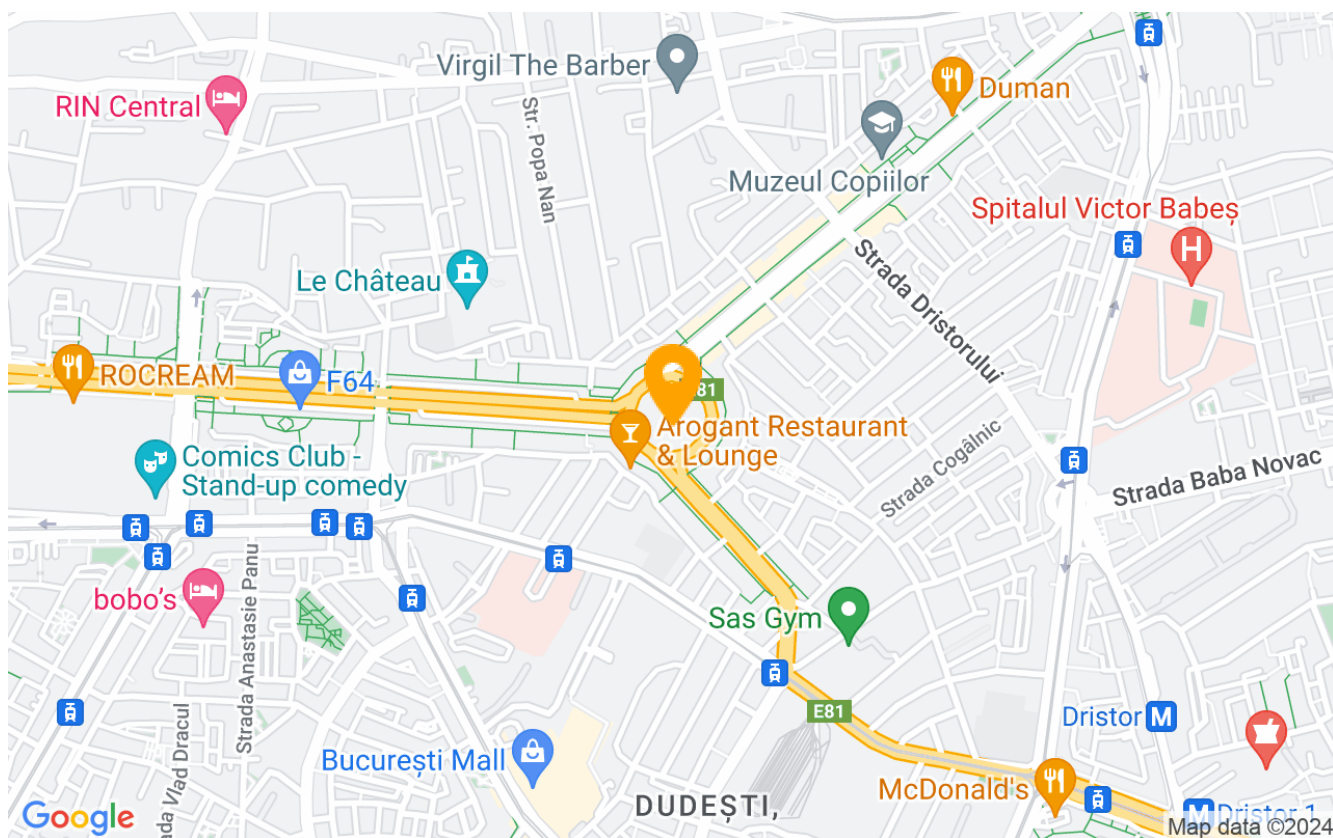 Virgil The Barber
Duman
RIN Central
Str. Popa Nan
Muzeul Copiilor
Spitalul Victor Babeș
H
Le Château
Strada Dristorului
ROCREAM
F64
81
Arogant Restaurant
& Lounge
Comics Club -
Stand-up comedy
Strada Cogâlnic
Strada Baba Novac
bobo's
Strada Anastasie Panu
Sas Gym
ada Vlad Dracul
E81
Dristor M
București Mall
McDonald's
DUDEȘTI,
M Dristor 1
Google
Map data ©2024